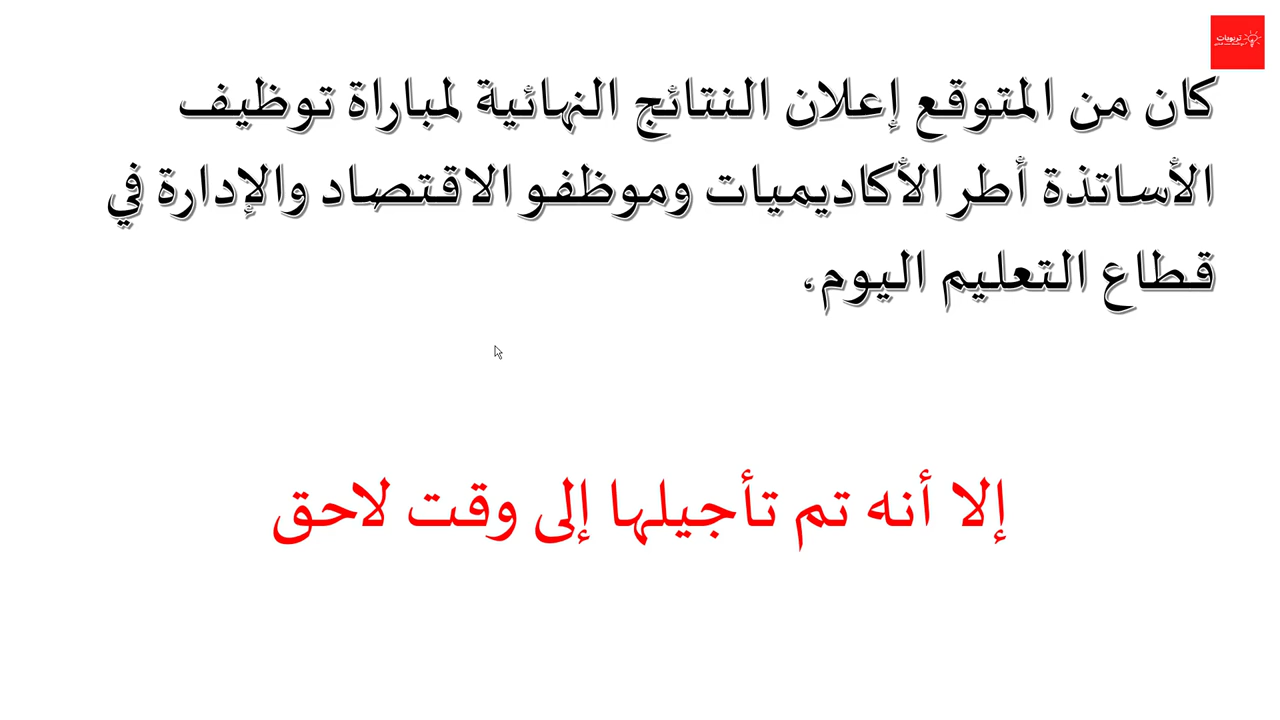 تربويات
كان من المتوقع إعلان النتائج النهائية لمباراة توظيف
الأساتذة أطر الأكاديميات وموظفو الاقتصاد والإدارة في
قطاع التعليم اليوم،
إلا أنه تم تأجيلها إلى وقت لاحق